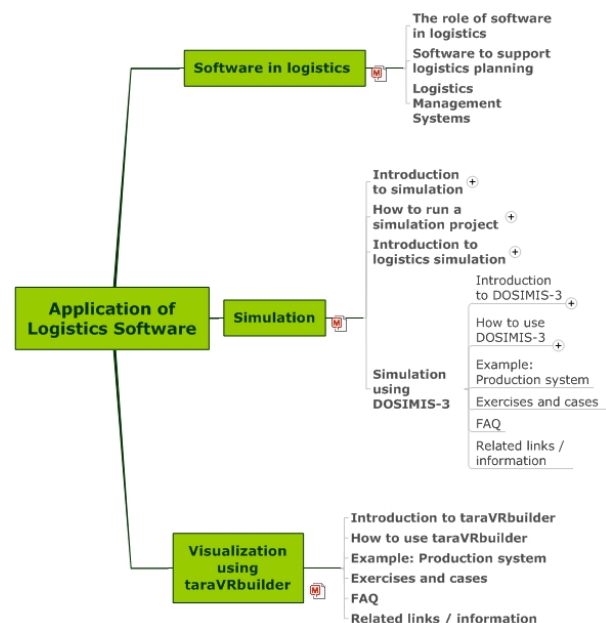 The role of software
in logistics
Software to support
logistics planning
Logistics
Management
Systems
Software in logistics
Introduction
to simulation
How to run a
simulation project
Introduction to
logistics simulation
Simulation
using
DOSIMIS-3
Introduction
to DOSIMIS-3
How to use
DOSIMIS-3
Example:
Production system
Exercises and cases
FAQ
Related links /
information
Simulation
Application of
Logistics Software
Visualization
using
taraVRbuilder
Introduction to taraVRbuilder
How to use taraVRbuilder
Example: Production system
Exercises and cases
FAQ
Related links / information